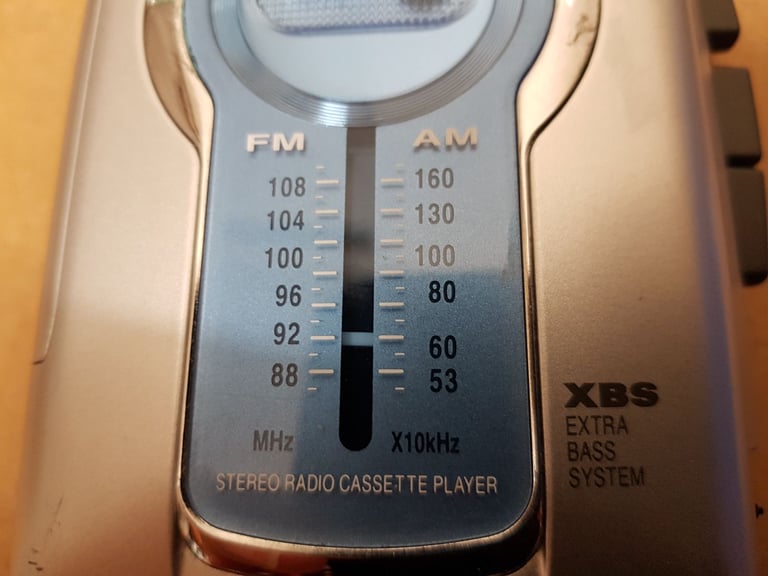 FM AM
108 160
104 130
100 100
96 80
92 60
88 53
MHz X10kHz
STEREO RADIO CASSETTE PLAYER
XBS
EXTRA
BASS
SYSTEM